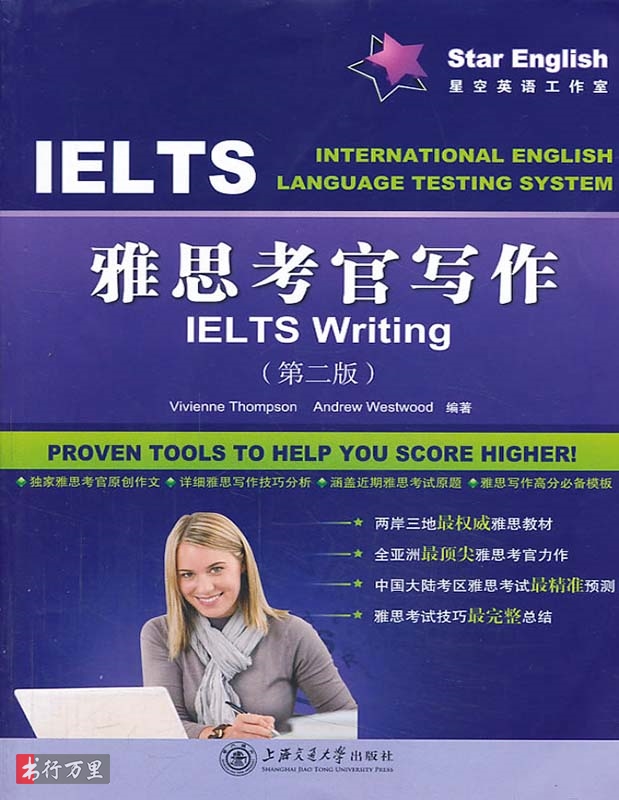 Star English
星空英语工作室
IELTS
INTERNATIONAL ENGLISH
LANGUAGE TESTING SYSTEM
雅思考官写作
IELTS Writing
（第二版）
Vivienne Thompson Andrew Westwood 编著
PROVEN TOOLS TO HELP YOU SCORE HIGHER!
独家雅思考官原创作文 详细雅思写作技巧分析 涵盖近期雅思考试原题 雅思写作高分必备模板
两岸三地最权威雅思教材
全亚洲最顶尖雅思考官力作
中国大陆考区雅思考试最精准预测
雅思考试技巧最完整总结
上海交通大学出版社
SHANGHAI JIAO TONG UNIVERSITY PRESS
书行万里